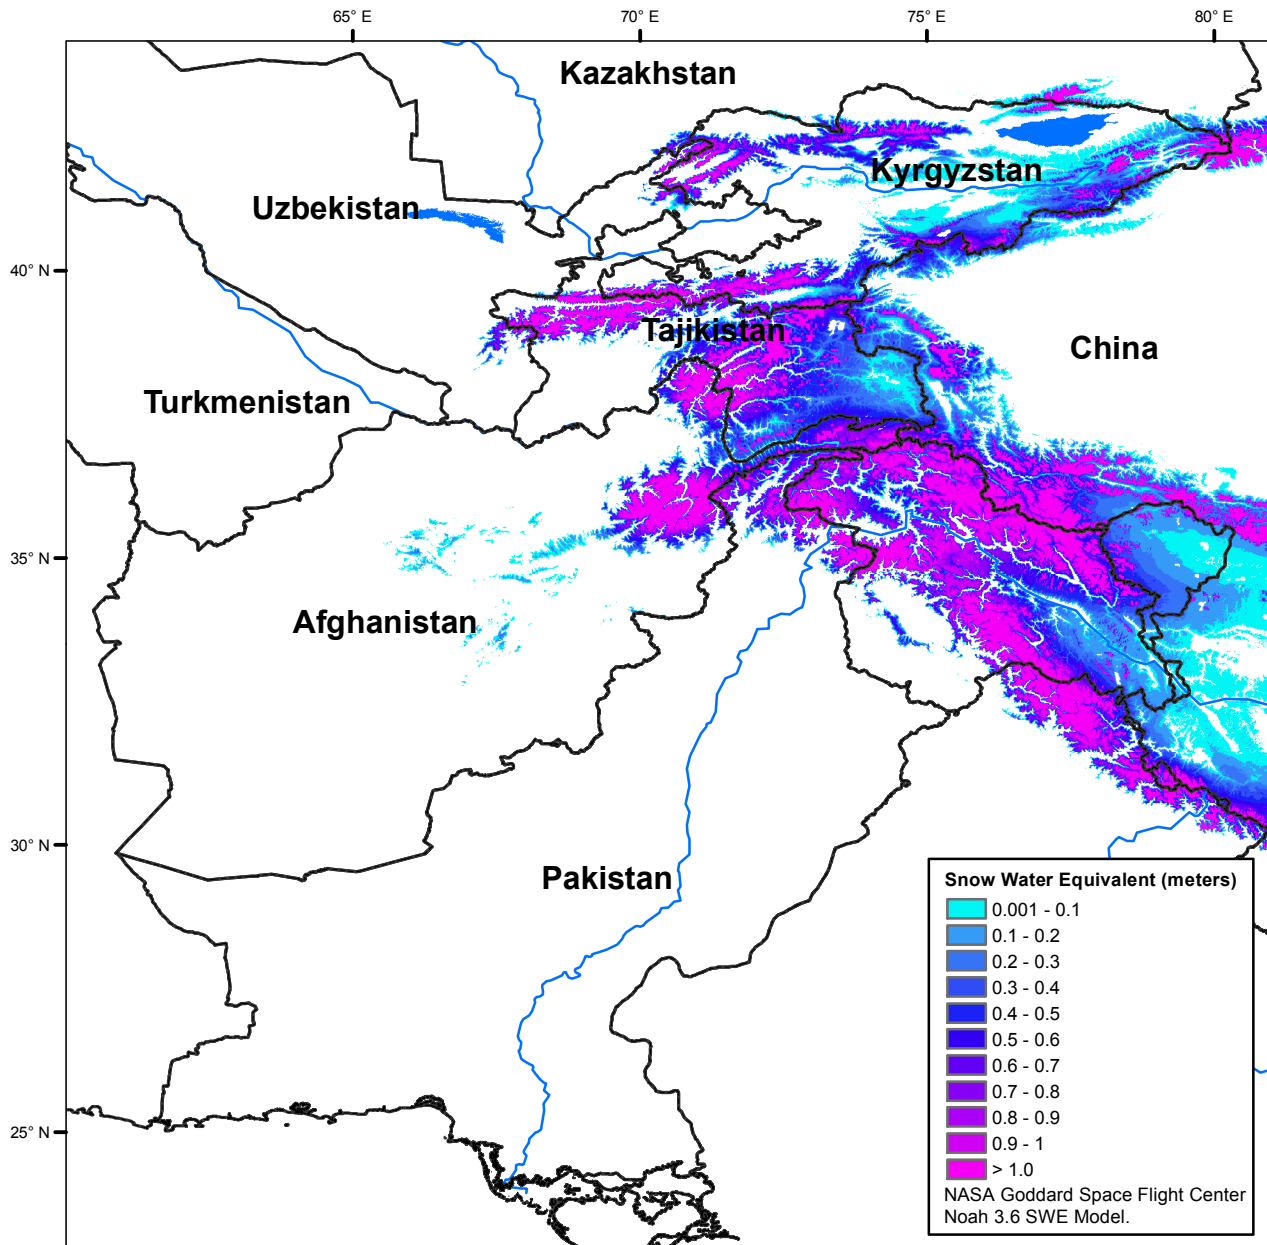 65° E
70° E
75° E
80° E
Kazakhstan
Kyrgyzstan
Uzbekistan
40° N
Tajikistan
China
Turkmenistan
35° N
Afghanistan
30° N
Pakistan
25° N
Snow Water Equivalent (meters)
0.001 - 0.1
0.1 - 0.2
0.2 - 0.3
0.3 - 0.4
0.4 - 0.5
0.5 - 0.6
0.6 - 0.7
0.7 - 0.8
0.8 - 0.9
0.9 - 1
> 1.0
NASA Goddard Space Flight Center
Noah 3.6 SWE Model.